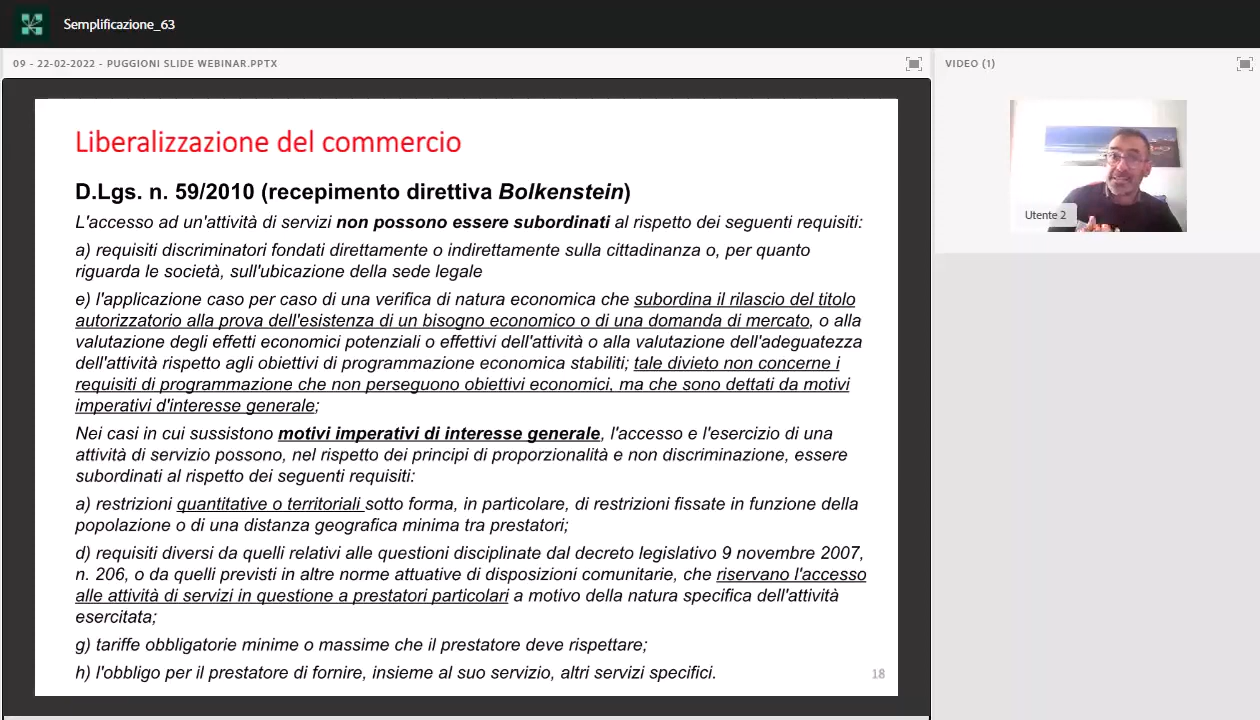 Semplificazione_63
09 - 22-02-2022 - PUGGIONI SLIDE WEBINAR.PPTX
VIDEO (1)
Liberalizzazione del commercio
D.Lgs. n. 59/2010 (recepimento direttiva Bolkenstein)
L'accesso ad un'attività di servizi non possono essere subordinati al rispetto dei seguenti requisiti:
a) requisiti discriminatori fondati direttamente o indirettamente sulla cittadinanza o, per quanto
riguarda le società, sull'ubicazione della sede legale
e) l'applicazione caso per caso di una verifica di natura economica che subordina il rilascio del titolo
autorizzatorio alla prova dell'esistenza di un bisogno economico o di una domanda di mercato, o alla
valutazione degli effetti economici potenziali o effettivi dell'attività o alla valutazione dell'adeguatezza
dell'attività rispetto agli obiettivi di programmazione economica stabiliti; tale divieto non concerne i
requisiti di programmazione che non perseguono obiettivi economici, ma che sono dettati da motivi
imperativi d'interesse generale;
Nei casi in cui sussistono motivi imperativi di interesse generale, l'accesso e l'esercizio di una
attività di servizio possono, nel rispetto dei principi di proporzionalità e non discriminazione, essere
subordinati al rispetto dei seguenti requisiti:
a) restrizioni quantitative o territoriali sotto forma, in particolare, di restrizioni fissate in funzione della
popolazione o di una distanza geografica minima tra prestatori;
d) requisiti diversi da quelli relativi alle questioni disciplinate dal decreto legislativo 9 novembre 2007,
n. 206, o da quelli previsti in altre norme attuative di disposizioni comunitarie, che riservano l'accesso
alle attività di servizi in questione a prestatori particolari a motivo della natura specifica dell'attività
esercitata;
g) tariffe obbligatorie minime o massime che il prestatore deve rispettare;
h) l'obbligo per il prestatore di fornire, insieme al suo servizio, altri servizi specifici.
18
Utente 2